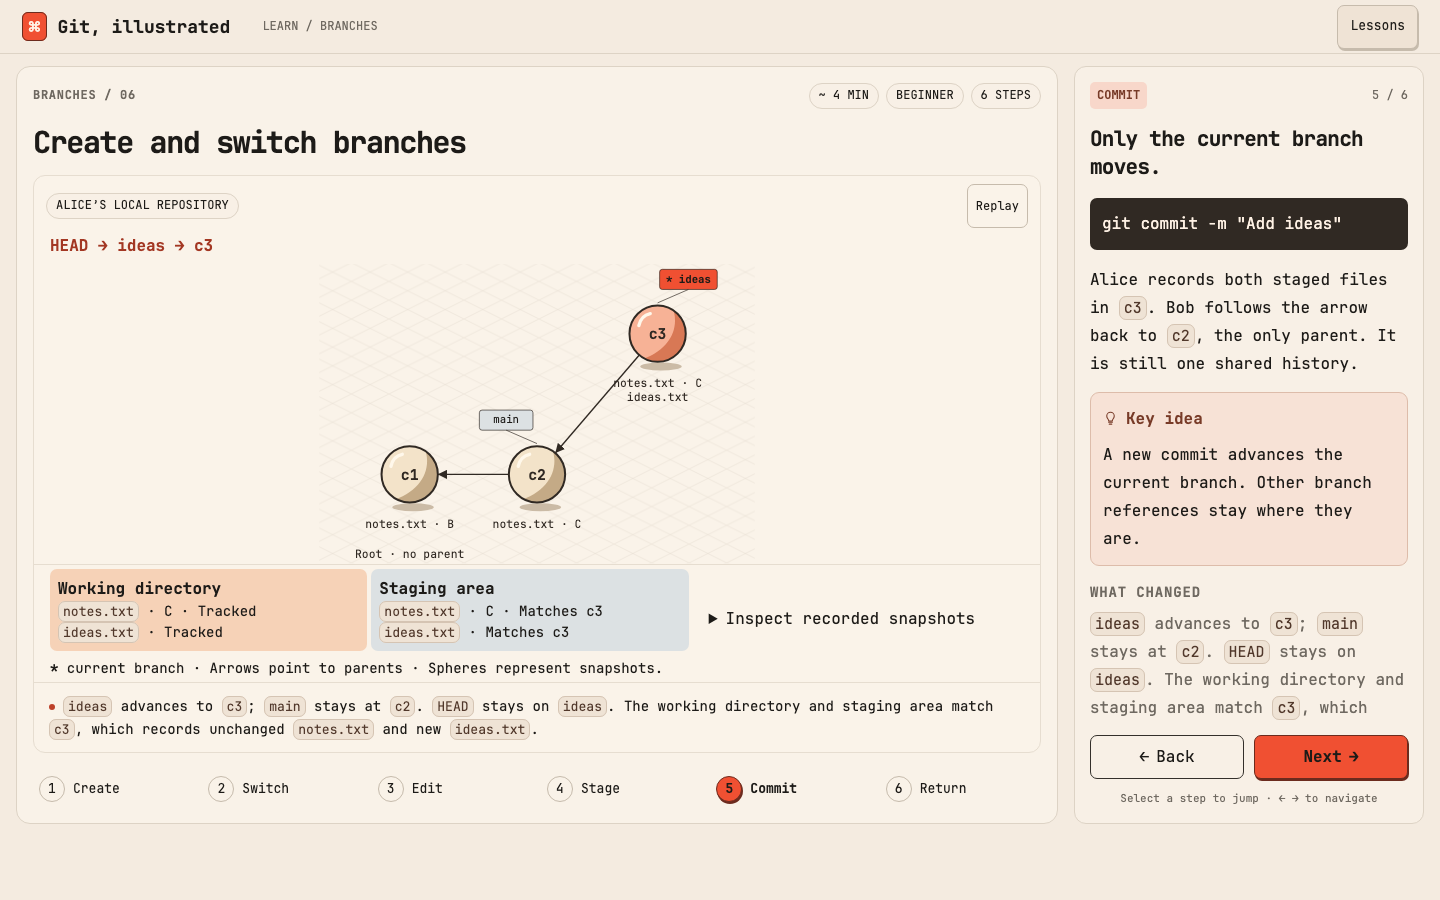 ⌘ Git, illustrated
LEARN / BRANCHES
Lessons
BRANCHES / 06
~ 4 MIN
BEGINNER
6 STEPS
Create and switch branches
ALICE’S LOCAL REPOSITORY
Replay
HEAD → ideas → c3
* ideas
c3
notes.txt · C
ideas.txt
main
c1
c2
notes.txt · B
notes.txt · C
Root · no parent
Working directory
notes.txt · C · Tracked
ideas.txt · Tracked
Staging area
notes.txt · C · Matches c3
ideas.txt · Matches c3
▶ Inspect recorded snapshots
* current branch · Arrows point to parents · Spheres represent snapshots.
ideas advances to c3; main stays at c2. HEAD stays on ideas. The working directory and staging area match
c3, which records unchanged notes.txt and new ideas.txt.
1 Create
2 Switch
3 Edit
4 Stage
5 Commit
6 Return
COMMIT
5 / 6
Only the current branch
moves.
git commit -m "Add ideas"
Alice records both staged files
in c3. Bob follows the arrow
back to c2, the only parent. It
is still one shared history.
Key idea
A new commit advances the
current branch. Other branch
references stay where they
are.
WHAT CHANGED
ideas advances to c3; main
stays at c2. HEAD stays on
ideas. The working directory and
staging area match c3, which
← Back
Next →
Select a step to jump · ← → to navigate